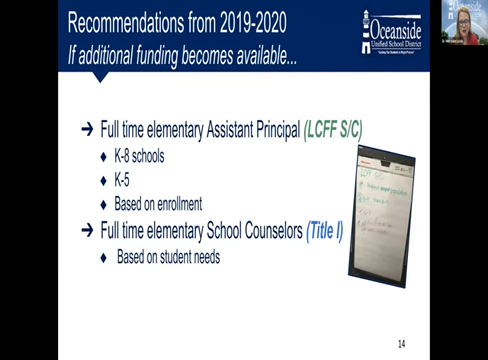 Recommendations from 2019-2020
If additional funding becomes available...
Oceanside
Unified School District
→ Full time elementary Assistant Principal (LCFF S/C)
♦ K-8 schools
♦ K-5
♦ Based on enrollment
→ Full time elementary School Counselors (Title I)
♦ Based on student needs
14